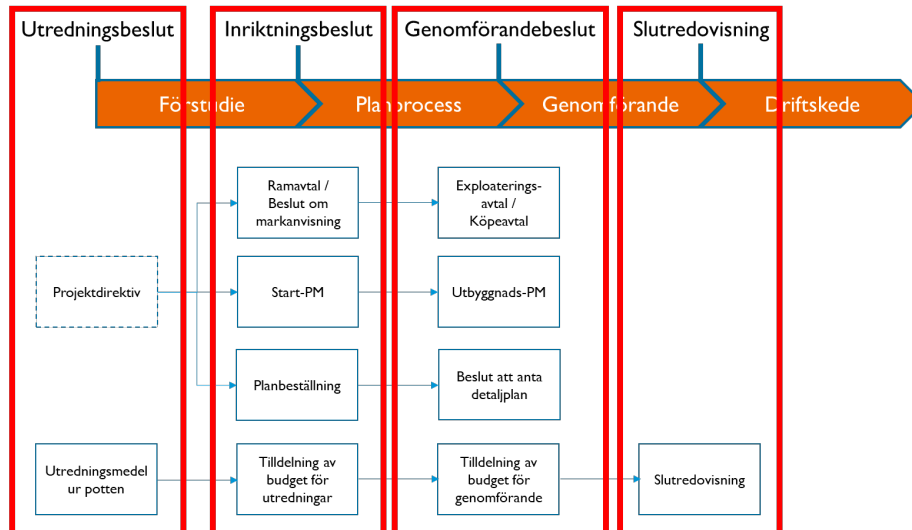 Utredningsbeslut
Inriktningsbeslut
Genomförandebeslut
Slutredovisning
Förstudie
Planprocess
Genomförande
Driftskede
Ramavtal /
Beslut om
markanvisning
Exploaterings-
avtal /
Köpeavtal
Projektdirektiv
Start-PM
Utbyggnads-PM
Planbeställning
Beslut att anta
detaljplan
Utredningsmedel
ur potten
Tilldelning av
budget för
utredningar
Tilldelning av
budget för
genomförande
Slutredovisning